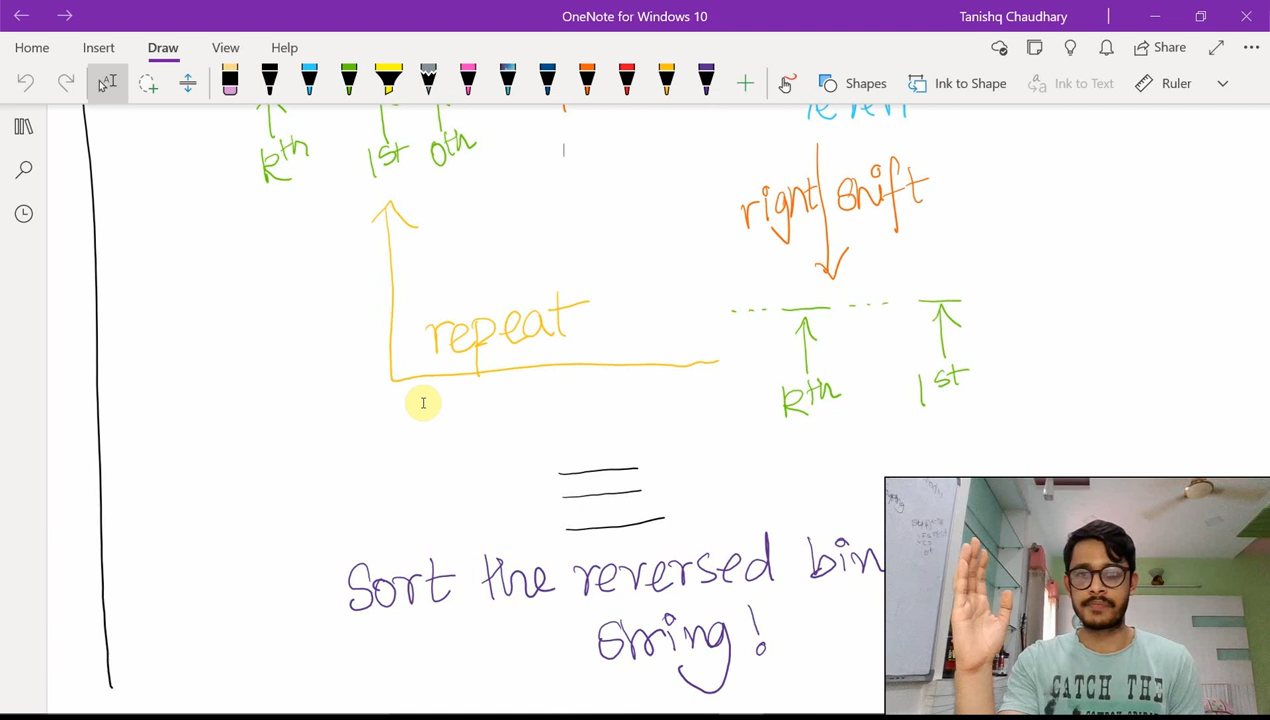 OneNote for Windows 10
Tanishq Chaudhary
Home Insert Draw View Help
Share
Shapes
Ink to Shape
Ink to Text
Ruler
even
kth 1st 0th
right shift
repeat
kth 1st
Sort the reversed bin
string!
CATCH THE